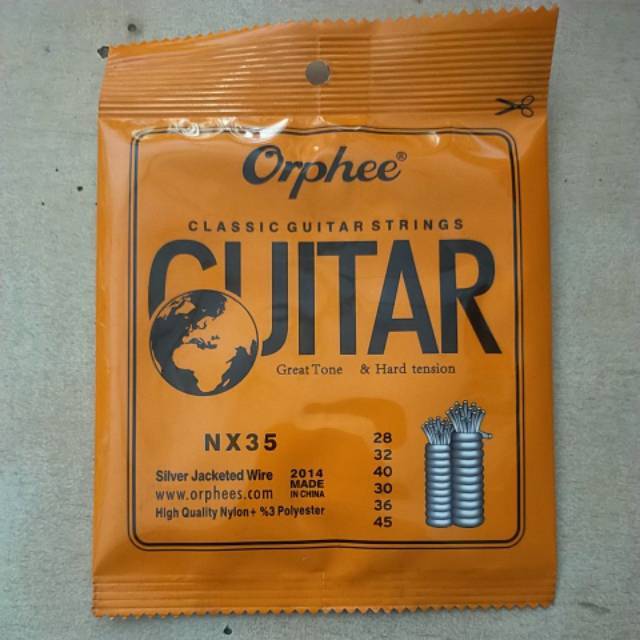 Orphee®
CLASSIC GUITAR STRINGS
GUITAR
Great Tone & Hard tension
NX35
Silver Jacketed Wire
www.orphees.com
High Quality Nylon+ %3 Polyester
2014
MADE
IN CHINA
28
32
40
30
36
45